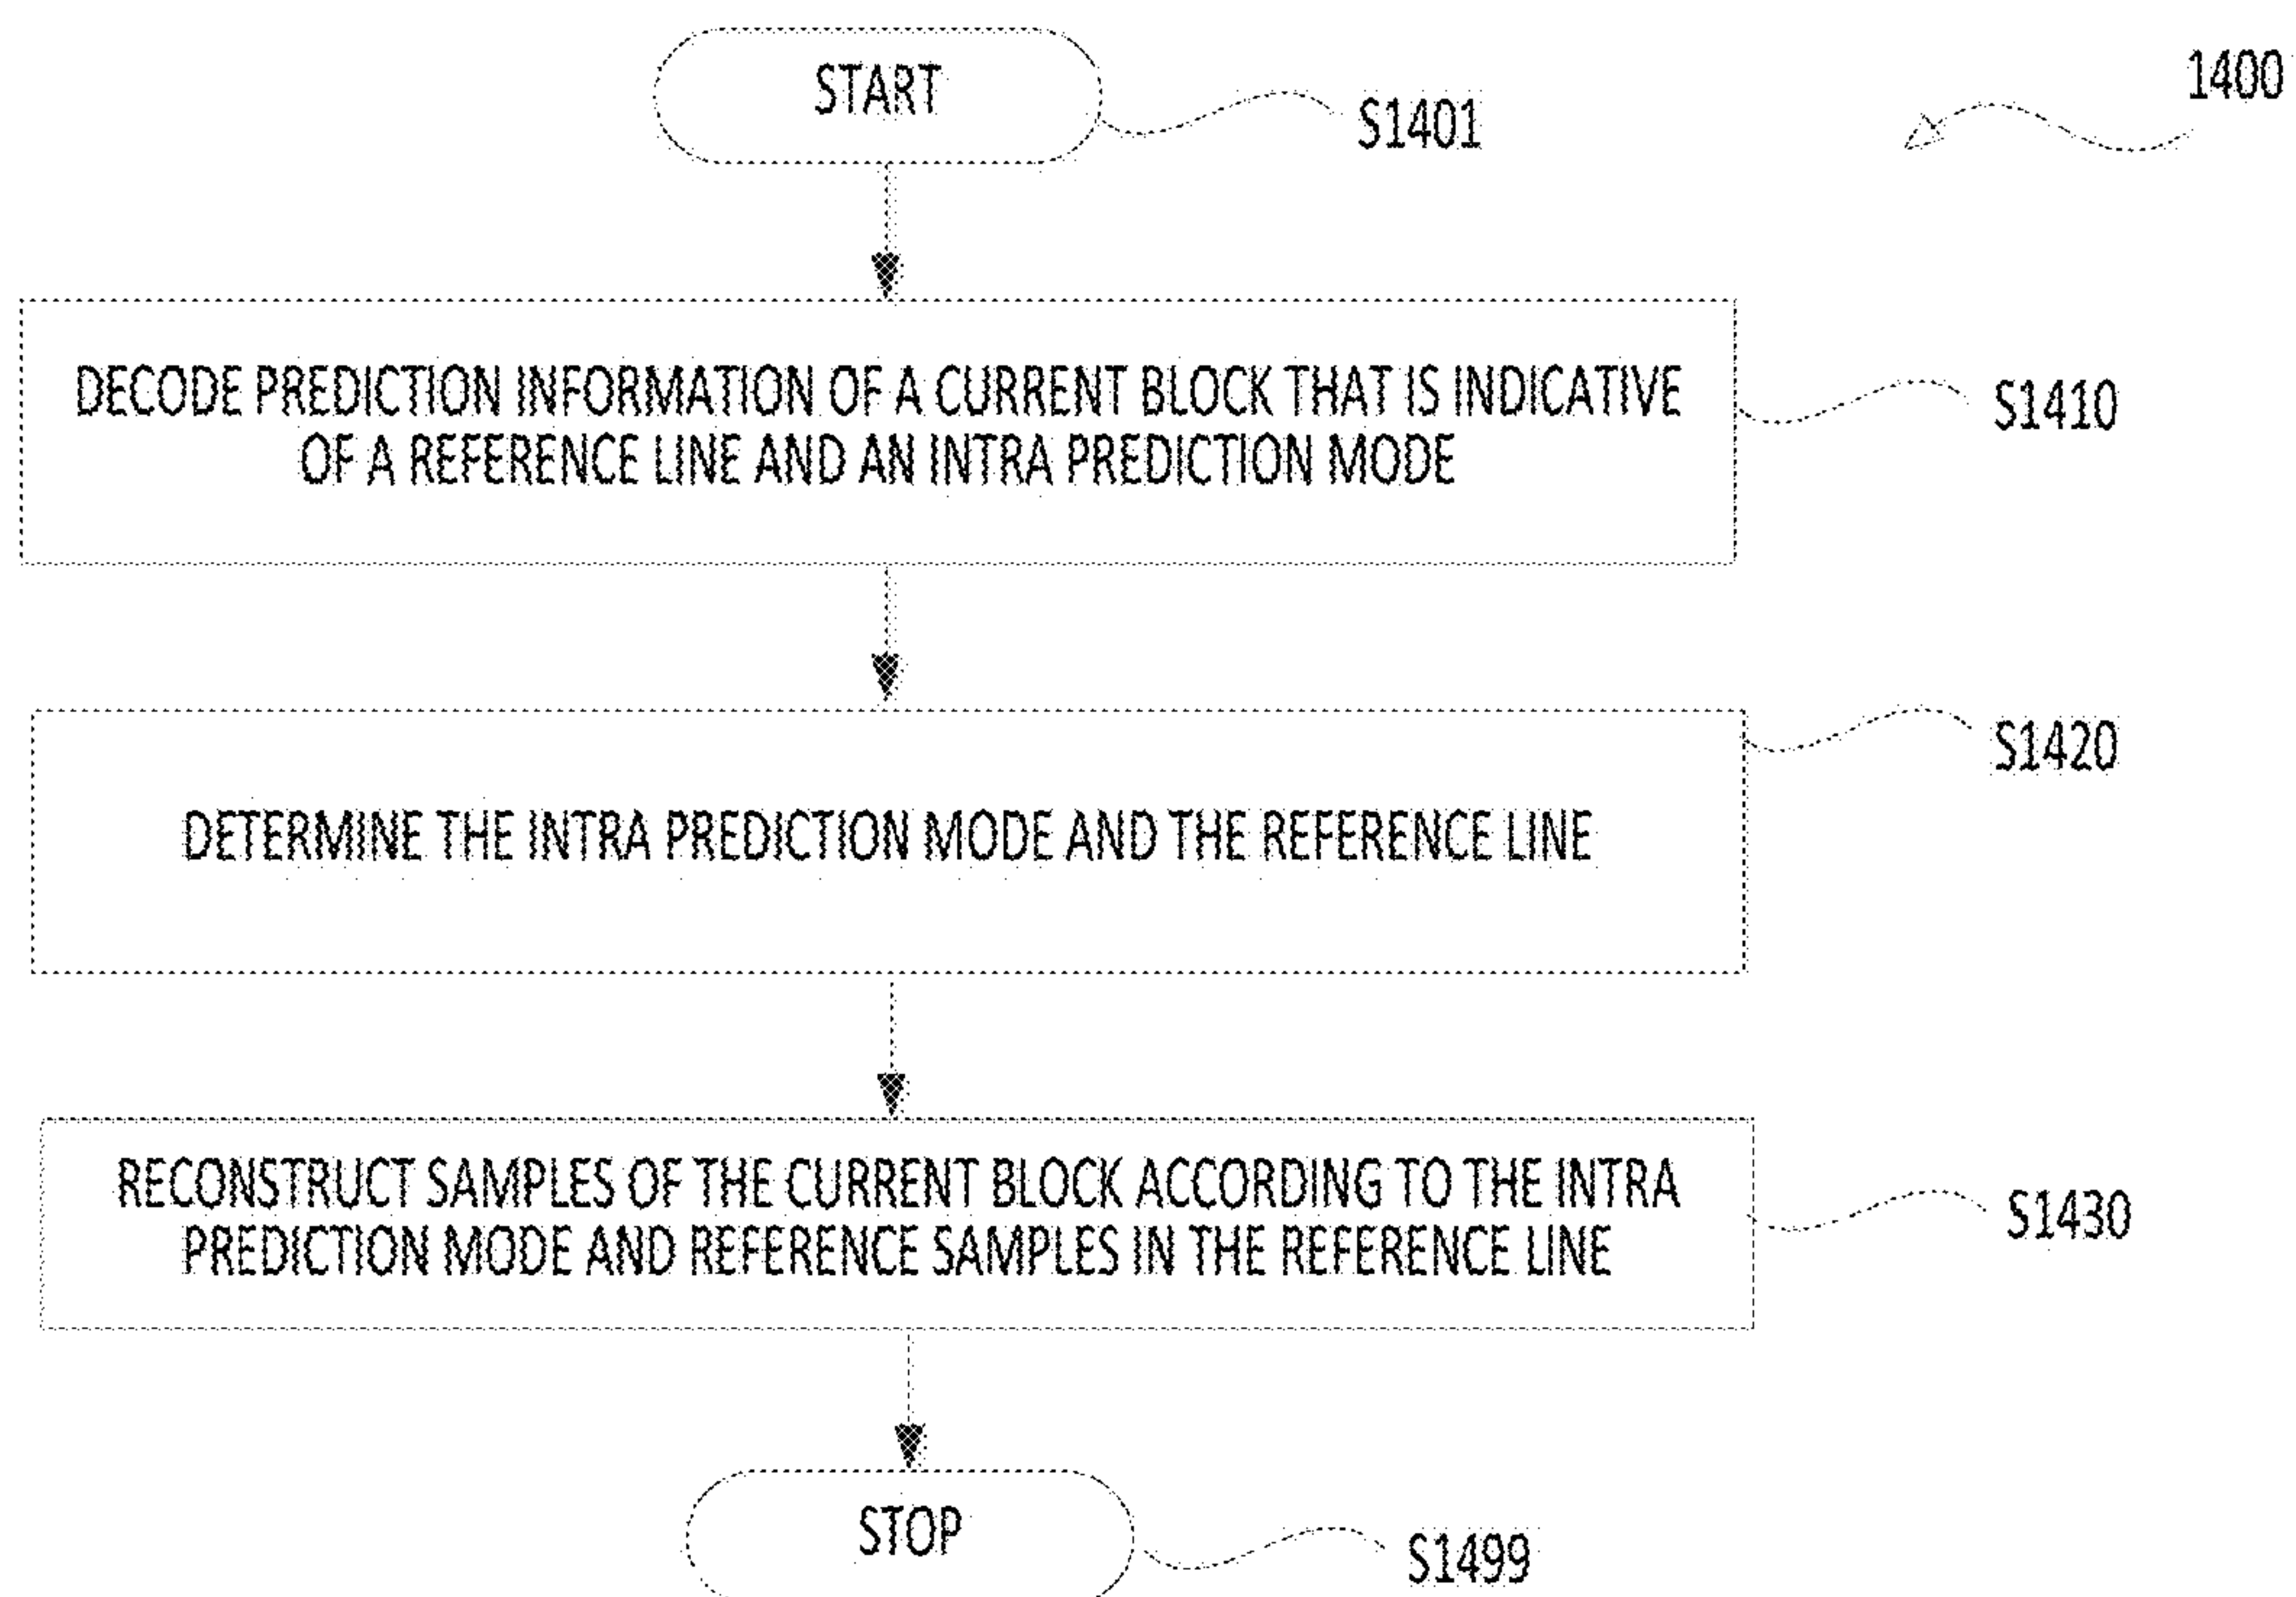 START
S1401
1400
DECODE PREDICTION INFORMATION OF A CURRENT BLOCK THAT IS INDICATIVE
OF A REFERENCE LINE AND AN INTRA PREDICTION MODE
S1410
S1420
DETERMINE THE INTRA PREDICTION MODE AND THE REFERENCE LINE
RECONSTRUCT SAMPLES OF THE CURRENT BLOCK ACCORDING TO THE INTRA
PREDICTION MODE AND REFERENCE SAMPLES IN THE REFERENCE LINE
S1430
STOP
S1499